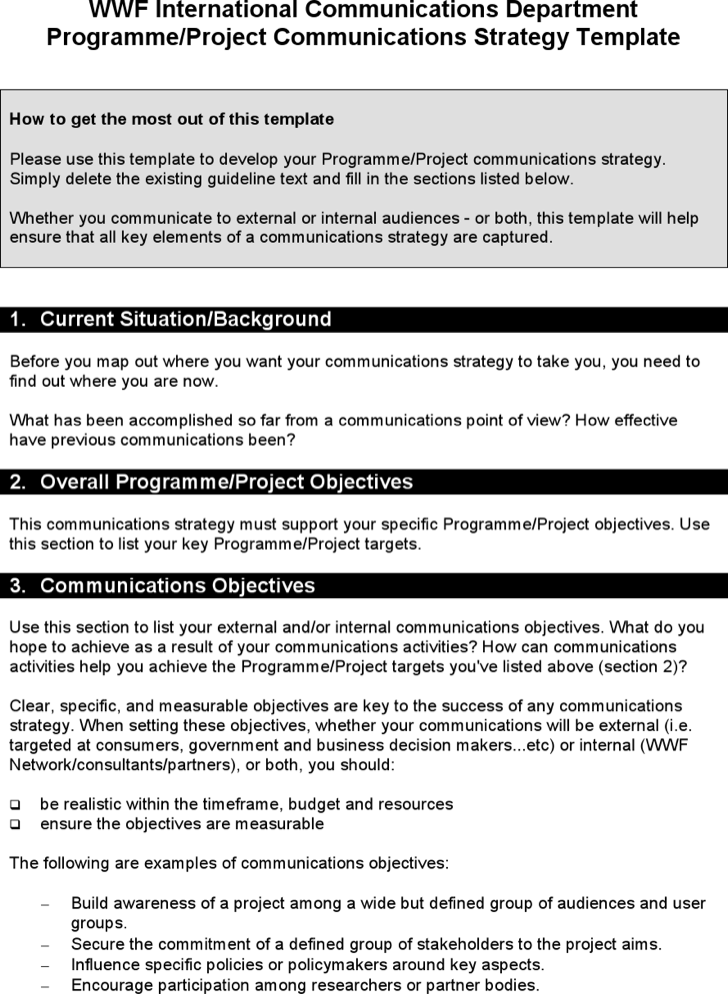 WWF International Communications Department
Programme/Project Communications Strategy Template
How to get the most out of this template
Please use this template to develop your Programme/Project communications strategy.
Simply delete the existing guideline text and fill in the sections listed below.
Whether you communicate to external or internal audiences - or both, this template will help
ensure that all key elements of a communications strategy are captured.
1. Current Situation/Background
Before you map out where you want your communications strategy to take you, you need to
find out where you are now.
What has been accomplished so far from a communications point of view? How effective
have previous communications been?
2. Overall Programme/Project Objectives
This communications strategy must support your specific Programme/Project objectives. Use
this section to list your key Programme/Project targets.
3. Communications Objectives
Use this section to list your external and/or internal communications objectives. What do you
hope to achieve as a result of your communications activities? How can communications
activities help you achieve the Programme/Project targets you've listed above (section 2)?
Clear, specific, and measurable objectives are key to the success of any communications
strategy. When setting these objectives, whether your communications will be external (i.e.
targeted at consumers, government and business decision makers...etc) or internal (WWF
Network/consultants/partners), or both, you should:
❑ be realistic within the timeframe, budget and resources
❑ ensure the objectives are measurable
The following are examples of communications objectives:
– Build awareness of a project among a wide but defined group of audiences and user
groups.
– Secure the commitment of a defined group of stakeholders to the project aims.
– Influence specific policies or policymakers around key aspects.
– Encourage participation among researchers or partner bodies.